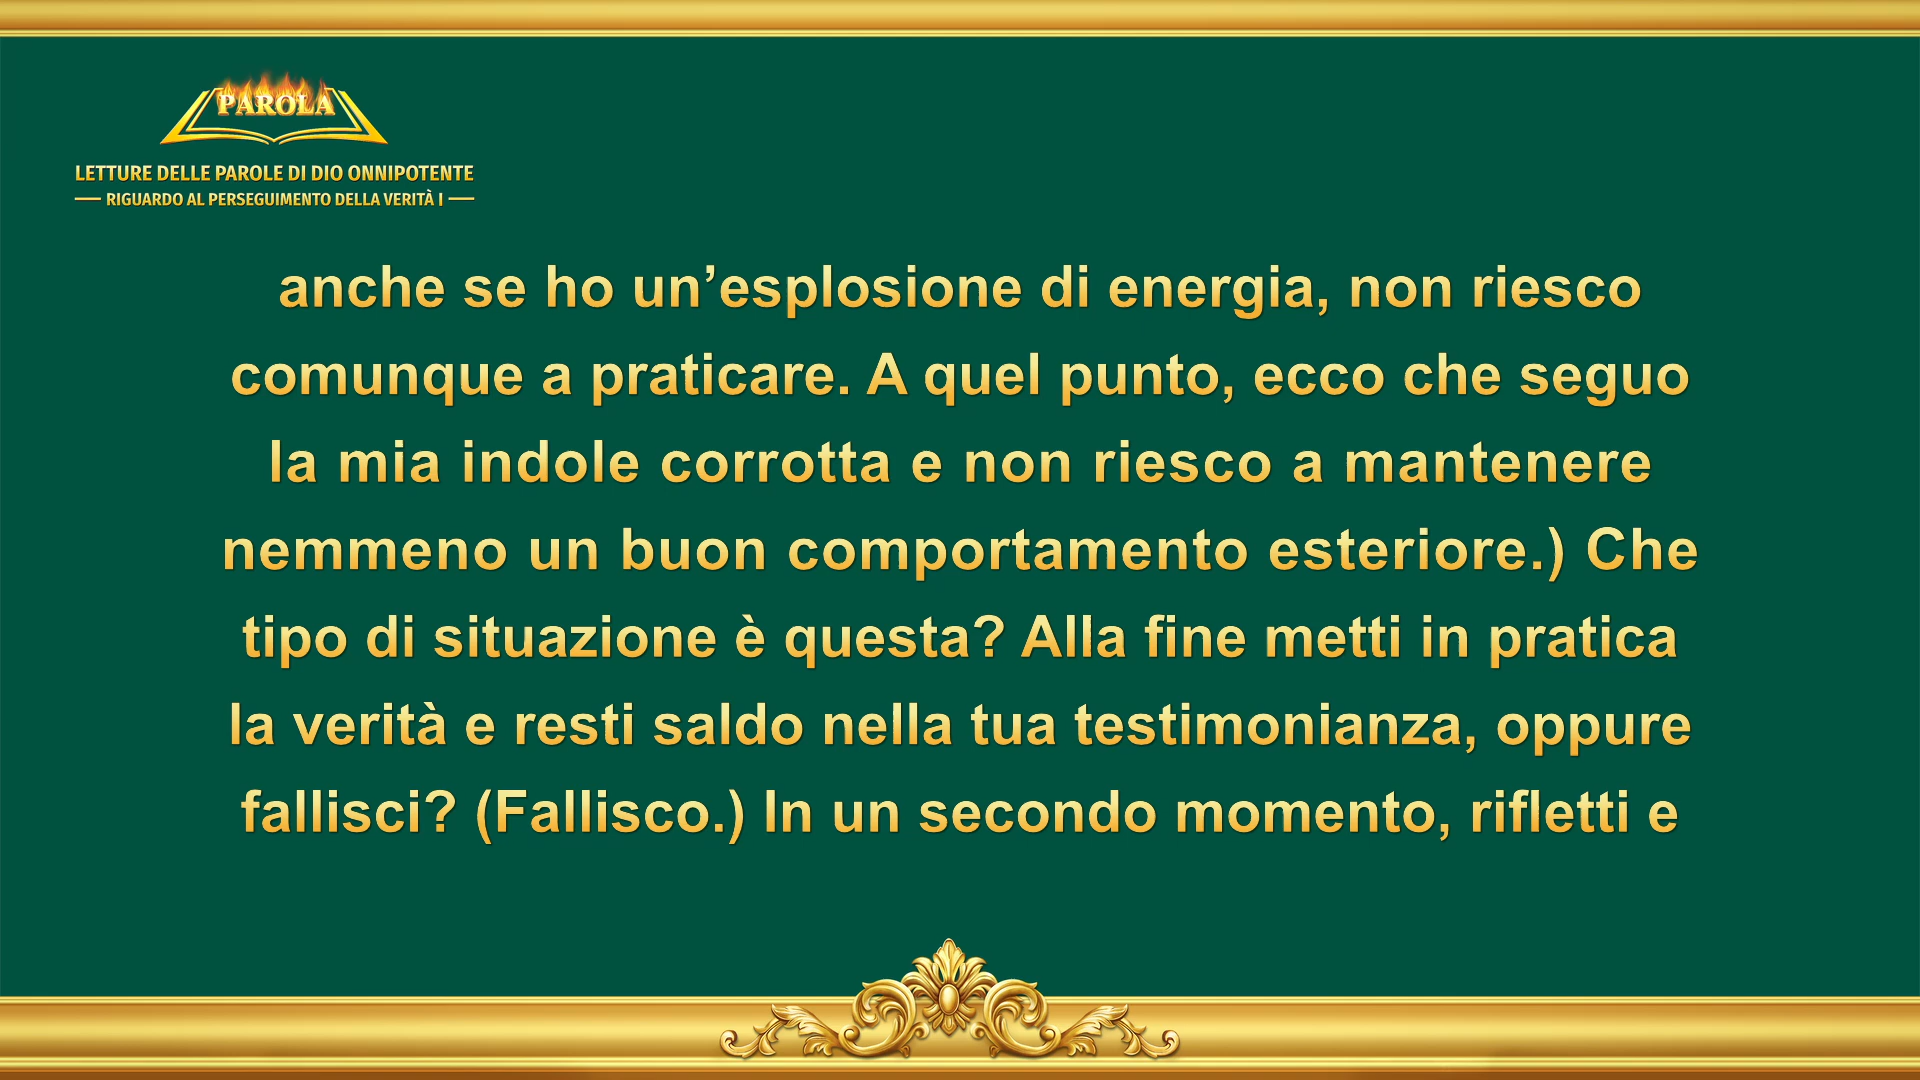 PAROLA
LETTURE DELLE PAROLE DI DIO ONNIPOTENTE
— RIGUARDO AL PERSEGUIMENTO DELLA VERITÀ I —
anche se ho un’esplosione di energia, non riesco
comunque a praticare. A quel punto, ecco che seguo
la mia indole corrotta e non riesco a mantenere
nemmeno un buon comportamento esteriore.) Che
tipo di situazione è questa? Alla fine metti in pratica
la verità e resti saldo nella tua testimonianza, oppure
fallisci? (Fallisco.) In un secondo momento, rifletti e